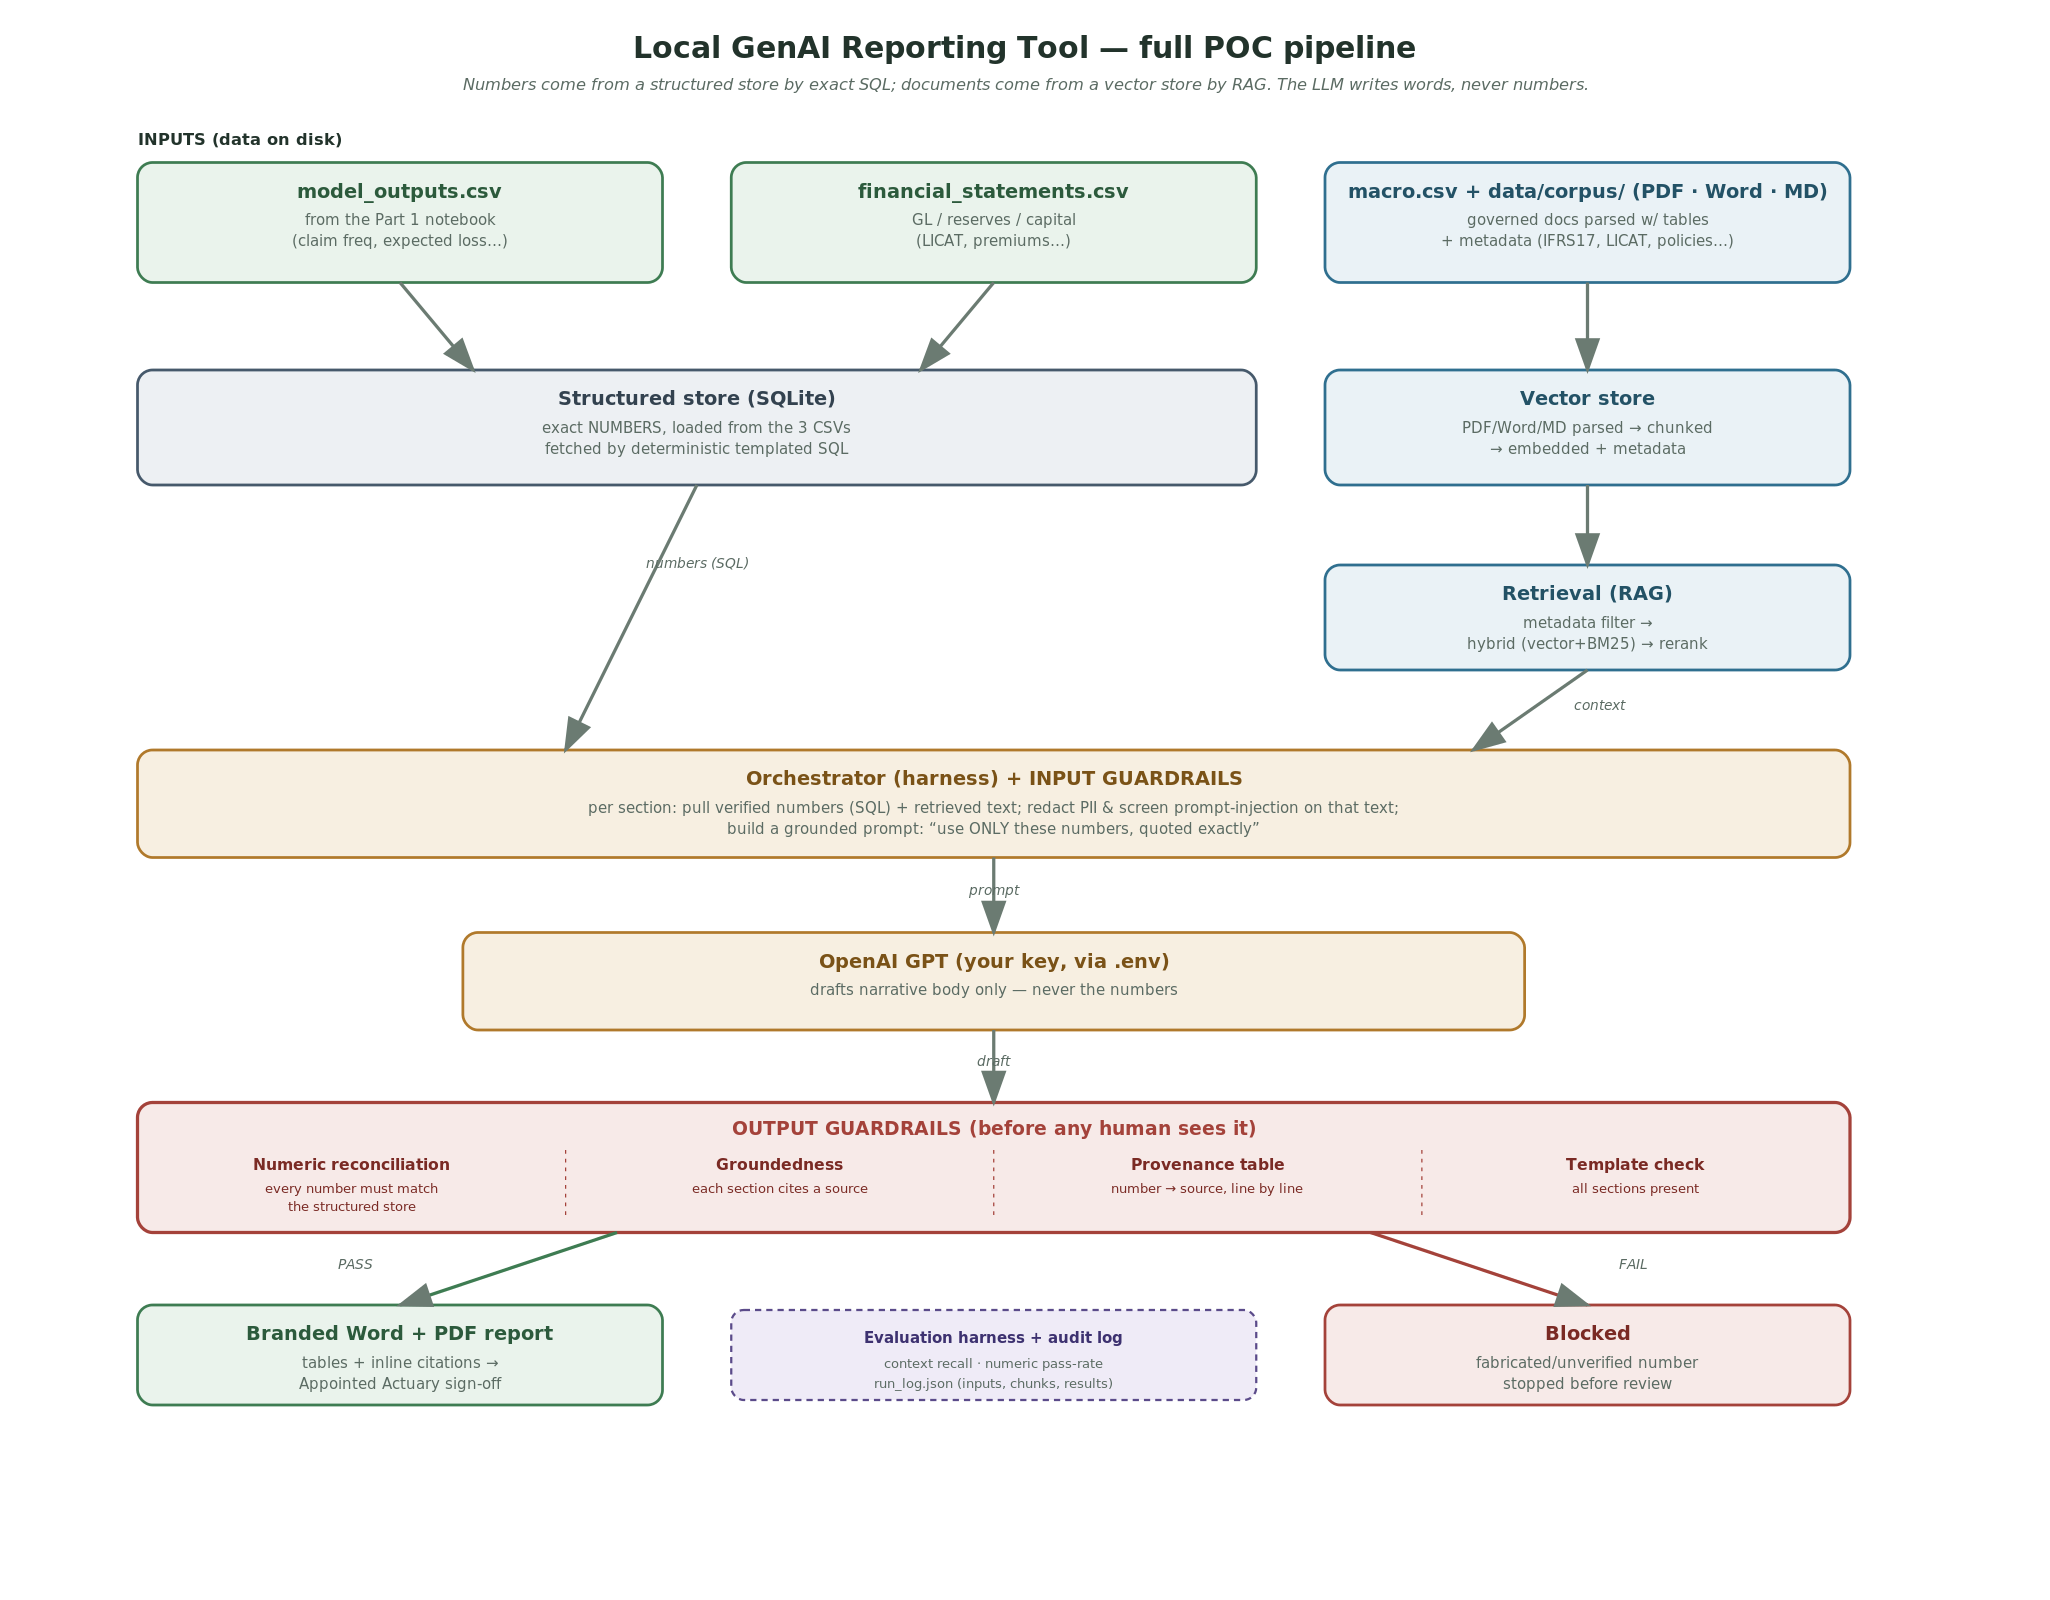 Local GenAI Reporting Tool — full POC pipeline
Numbers come from a structured store by exact SQL; documents come from a vector store by RAG. The LLM writes words, never numbers.
INPUTS (data on disk)
model_outputs.csv
from the Part 1 notebook
(claim freq, expected loss...)
financial_statements.csv
GL / reserves / capital
(LICAT, premiums...)
macro.csv + data/corpus/ (PDF · Word · MD)
governed docs parsed w/ tables
+ metadata (IFRS17, LICAT, policies...)
Structured store (SQLite)
exact NUMBERS, loaded from the 3 CSVs
fetched by deterministic templated SQL
Vector store
PDF/Word/MD parsed → chunked
→ embedded + metadata
numbers (SQL)
Retrieval (RAG)
metadata filter →
hybrid (vector+BM25) → rerank
context
Orchestrator (harness) + INPUT GUARDRAILS
per section: pull verified numbers (SQL) + retrieved text; redact PII & screen prompt-injection on that text;
build a grounded prompt: “use ONLY these numbers, quoted exactly”
prompt
OpenAI GPT (your key, via .env)
drafts narrative body only — never the numbers
draft
OUTPUT GUARDRAILS (before any human sees it)
Numeric reconciliation
every number must match
the structured store
Groundedness
each section cites a source
Provenance table
number → source, line by line
Template check
all sections present
PASS
FAIL
Branded Word + PDF report
tables + inline citations →
Appointed Actuary sign-off
Evaluation harness + audit log
context recall · numeric pass-rate
run_log.json (inputs, chunks, results)
Blocked
fabricated/unverified number
stopped before review